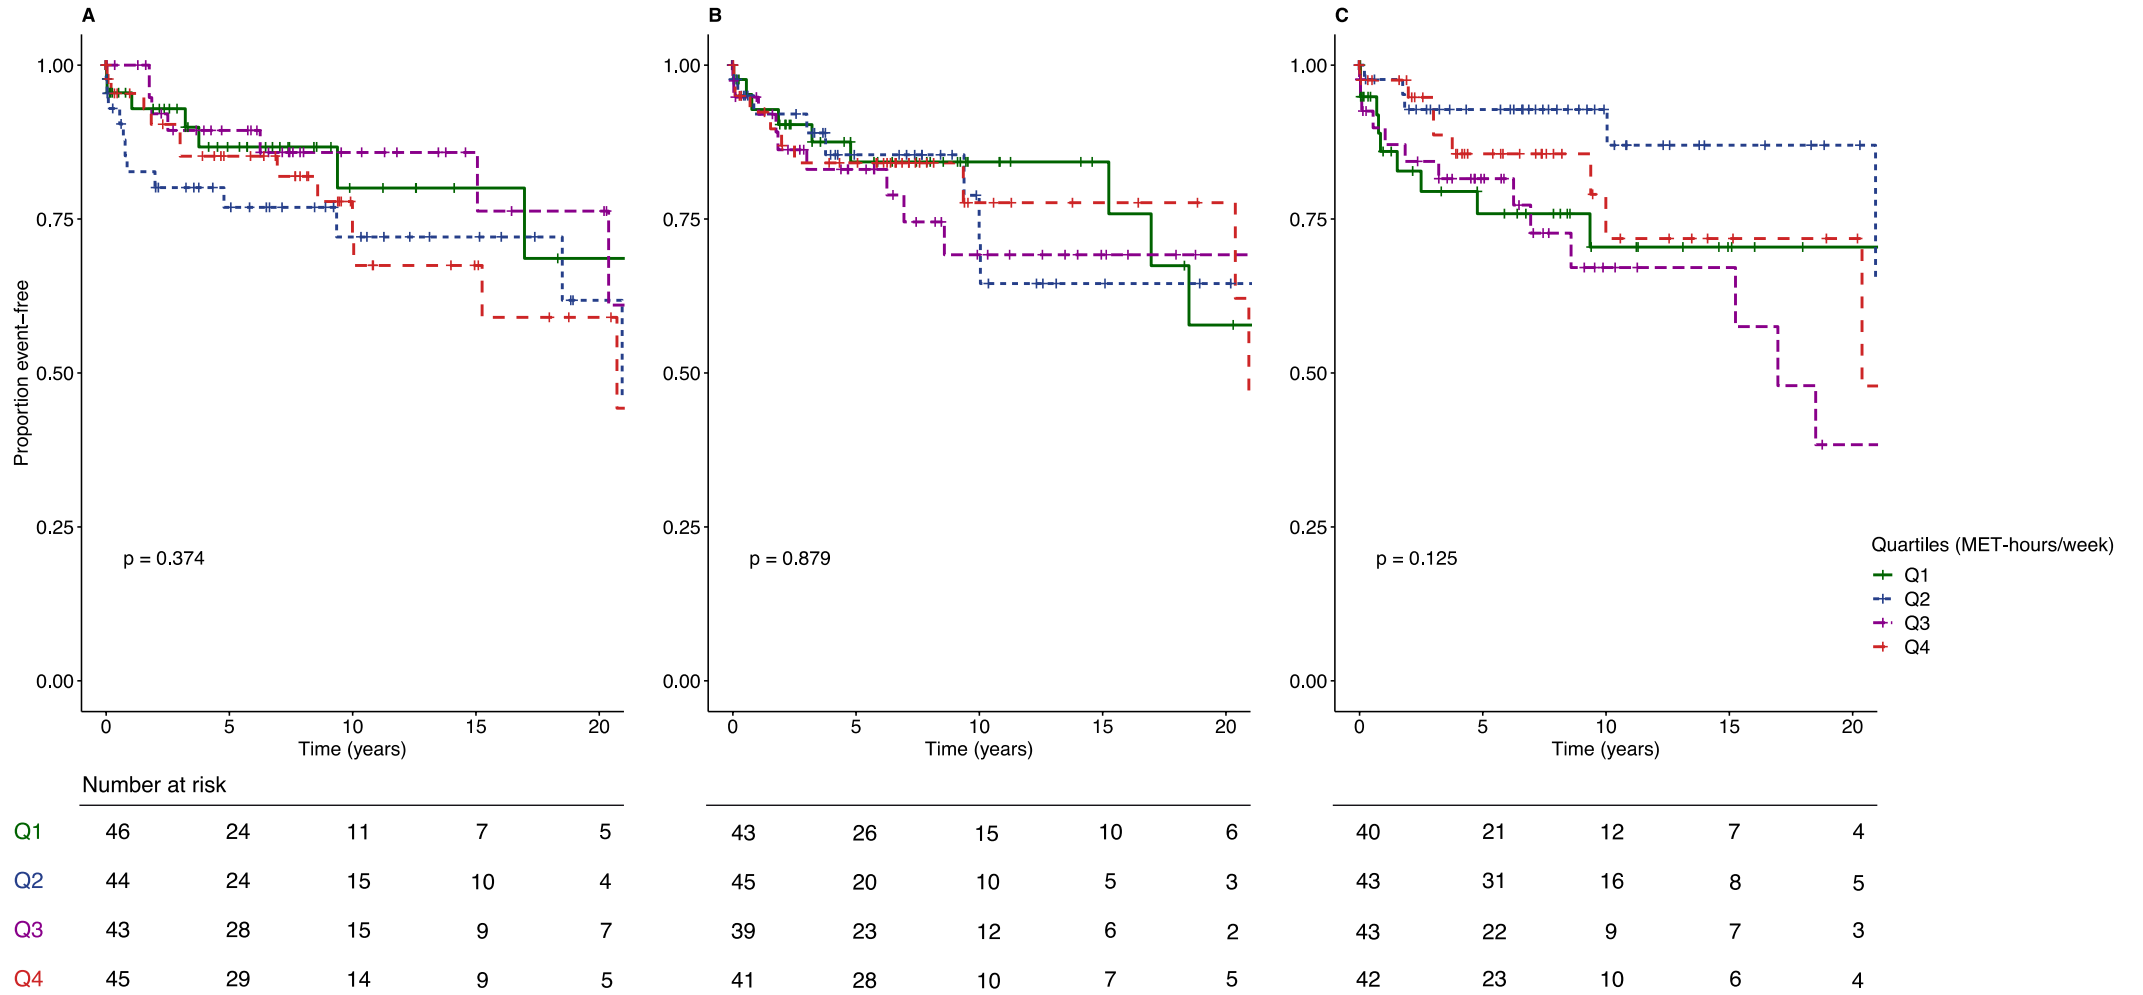 A B C
Proportion event−free
1.00 1.00 1.00
0.75 0.75 0.75
0.50 0.50 0.50
0.25 0.25 0.25
p = 0.374 p = 0.879 p = 0.125
0.00 0.00 0.00
0 5 10 15 20 0 5 10 15 20 0 5 10 15 20
Time (years) Time (years) Time (years)
Quartiles (MET-hours/week)
Q1
Q2
Q3
Q4
Number at risk
Q1 46 24 11 7 5 43 26 15 10 6 40 21 12 7 4
Q2 44 24 15 10 4 45 20 10 5 3 43 31 16 8 5
Q3 43 28 15 9 7 39 23 12 6 2 43 22 9 7 3
Q4 45 29 14 9 5 41 28 10 7 5 42 23 10 6 4